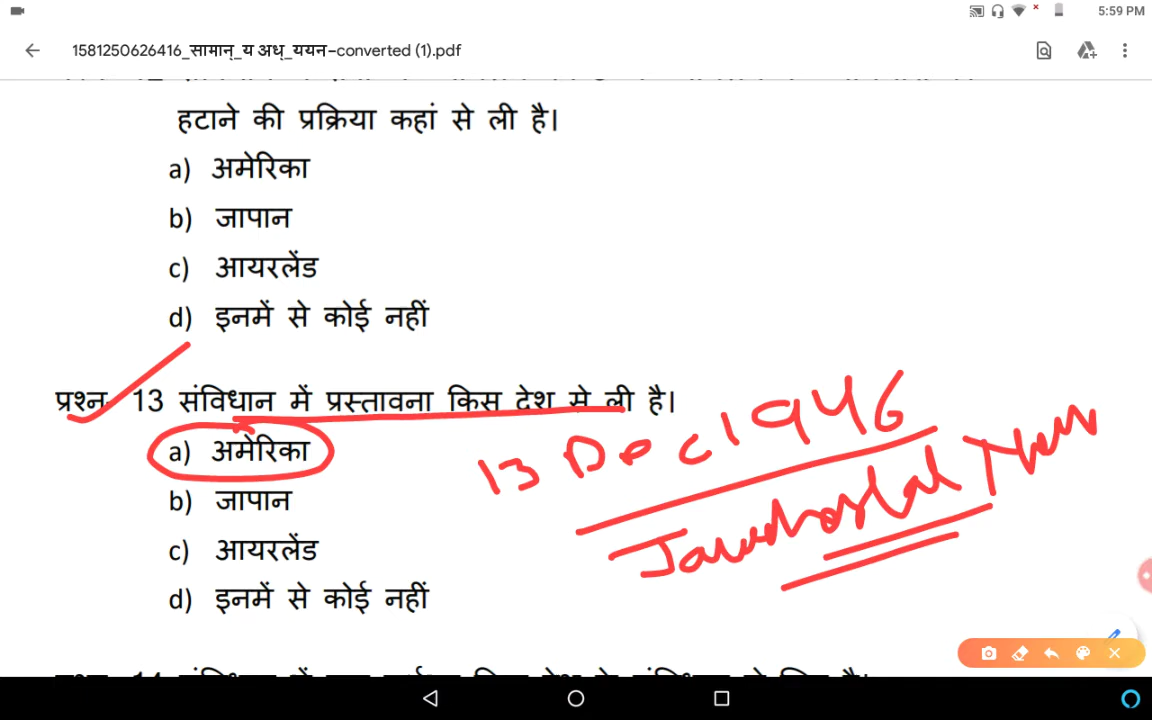 5:59 PM
1581250626416_सामान्_य अध्_ययन-converted (1).pdf
हटाने की प्रक्रिया कहां से ली है।
a) अमेरिका
b) जापान
c) आयरलेंड
d) इनमें से कोई नहीं
प्रश्न- 13 संविधान में प्रस्तावना किस देश से ली है।
a) अमेरिका
b) जापान
c) आयरलेंड
d) इनमें से कोई नहीं
13 Dec 1946